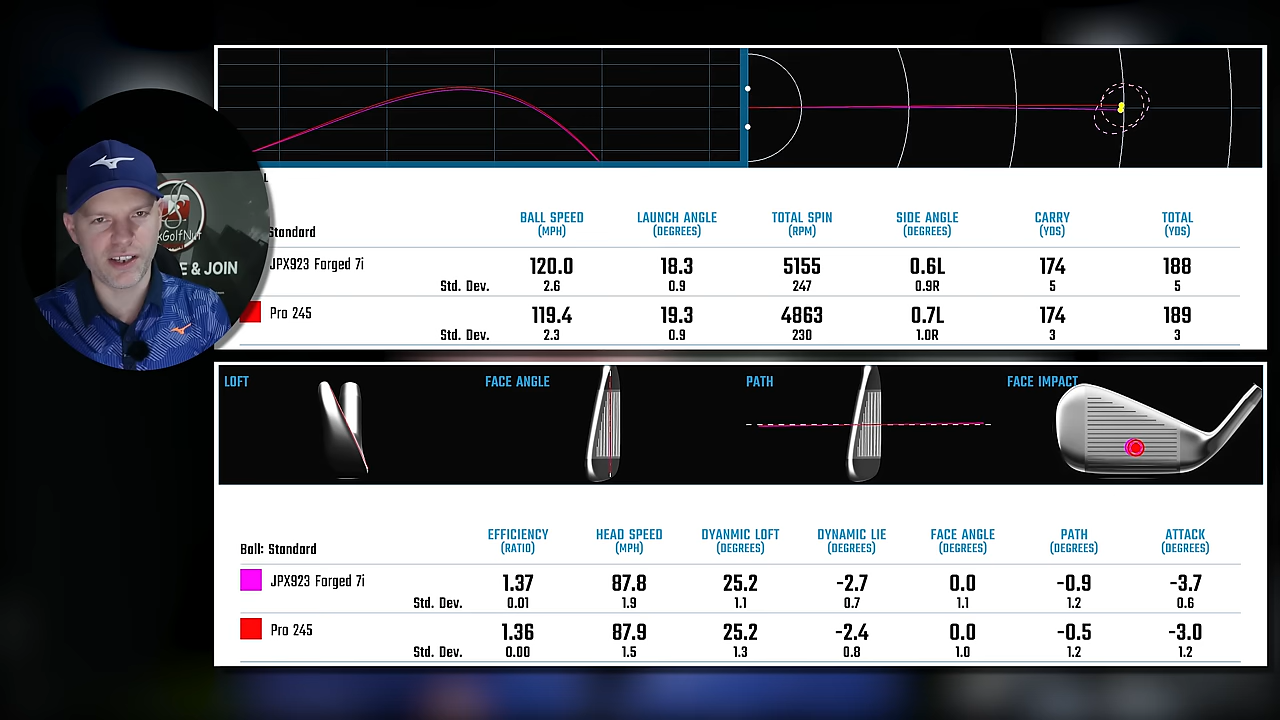 BALL SPEED LAUNCH ANGLE TOTAL SPIN SIDE ANGLE CARRY TOTAL
(MPH) (DEGREES) (RPM) (DEGREES) (YDS) (YDS)
Standard
JPX923 Forged 7i 120.0 18.3 5155 0.6L 174 188
Std. Dev. 2.6 0.9 247 0.9R 5 5
Pro 245 119.4 19.3 4863 0.7L 174 189
Std. Dev. 2.3 0.9 230 1.0R 3 3
GolfNut
E & JOIN
LOFT FACE ANGLE PATH FACE IMPACT
EFFICIENCY HEAD SPEED DYANMIC LOFT DYNAMIC LIE FACE ANGLE PATH ATTACK
(RATIO) (MPH) (DEGREES) (DEGREES) (DEGREES) (DEGREES) (DEGREES)
Ball: Standard
JPX923 Forged 7i 1.37 87.8 25.2 -2.7 0.0 -0.9 -3.7
Std. Dev. 0.01 1.9 1.1 0.7 1.1 1.2 0.6
Pro 245 1.36 87.9 25.2 -2.4 0.0 -0.5 -3.0
Std. Dev. 0.00 1.5 1.3 0.8 1.0 1.2 1.2